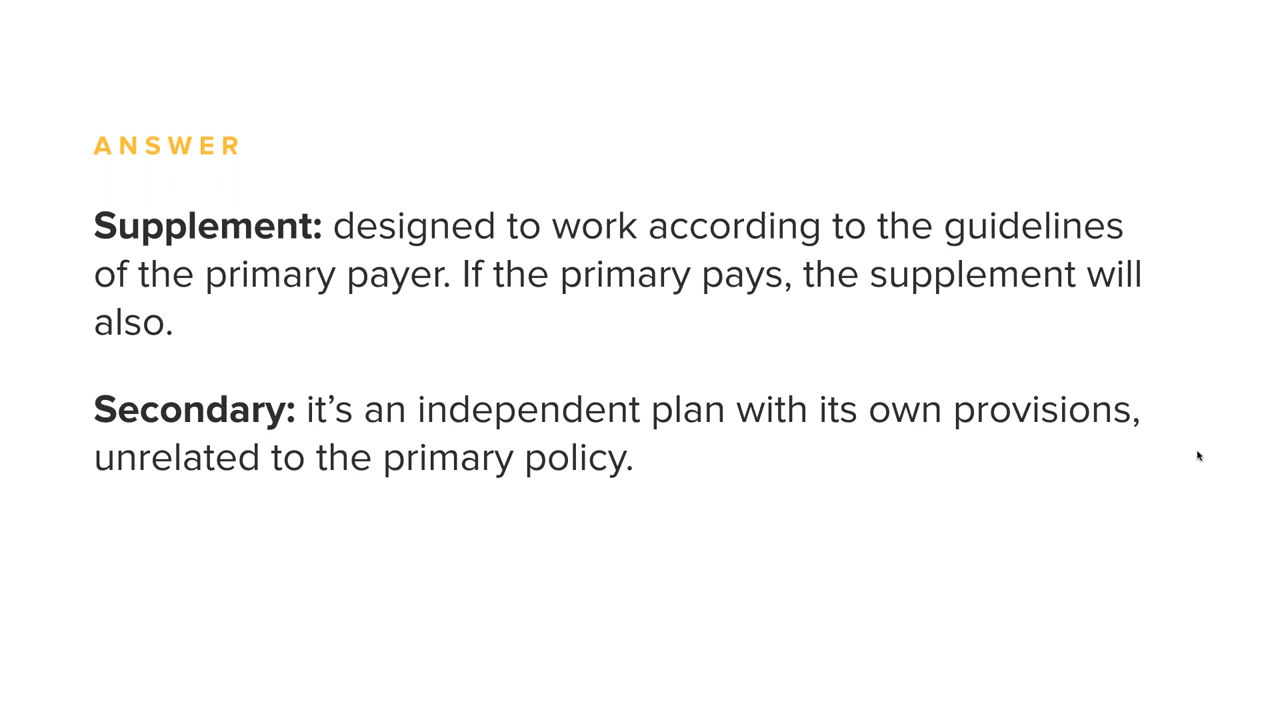 ANSWER
Supplement: designed to work according to the guidelines
of the primary payer. If the primary pays, the supplement will
also.
Secondary: it’s an independent plan with its own provisions,
unrelated to the primary policy.